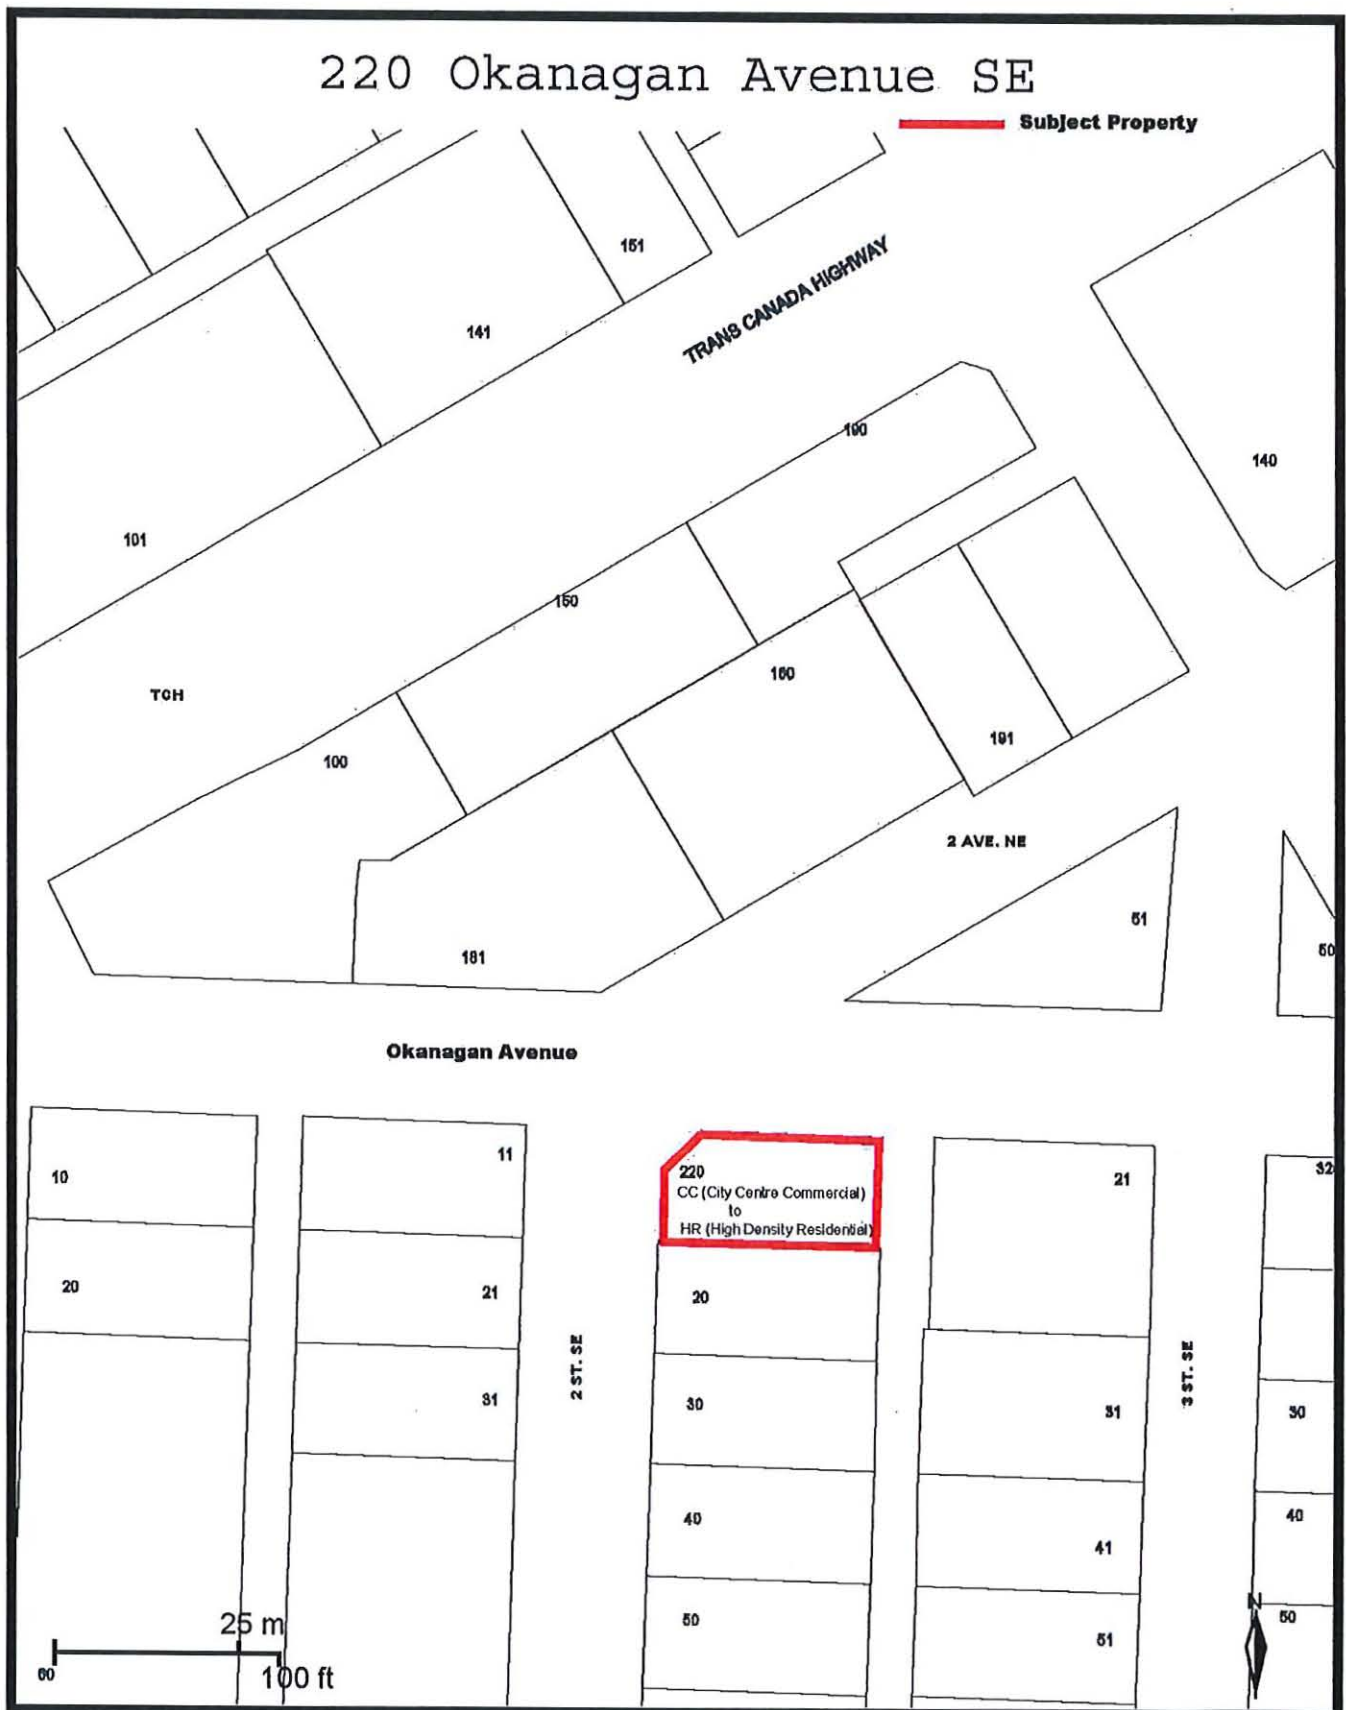 220 Okanagan Avenue SE
Subject Property
151
TRANS CANADA HIGHWAY
141
190
140
101
150
160
TCH
191
100
2 AVE. NE
51
181
50
Okanagan Avenue
11
10
220
CC (City Centre Commercial)
to
HR (High Density Residential)
21
32
20
21
20
2 ST. SE
3 ST. SE
31
30
31
30
40
41
40
50
51
50
N
25 m
100 ft
60